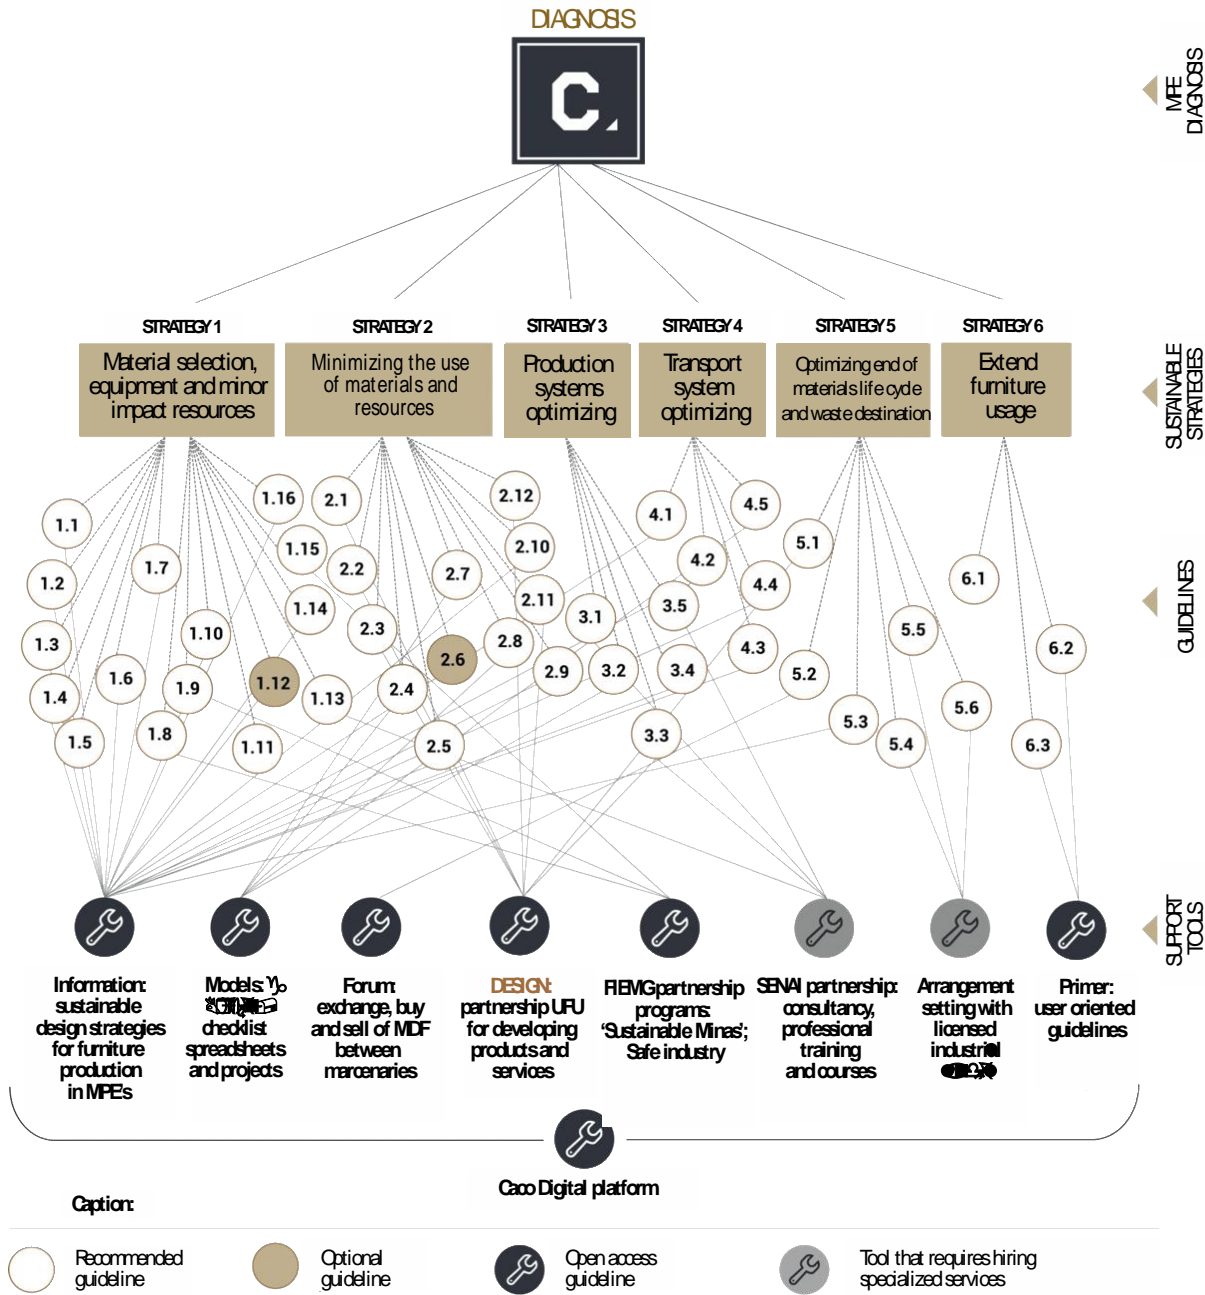 DIAGNOSIS
C
MPE
DIAGNOSIS
STRATEGY 1
Material selection,
equipment and minor
impact resources
STRATEGY 2
Minimizing the use
of materials and
resources
STRATEGY 3
Production
systems
optimizing
STRATEGY 4
Transport
system
optimizing
STRATEGY 5
Optimizing end of
materials life cycle
and waste destination
STRATEGY 6
Extend
furniture
usage
SUSTAINABLE
STRATEGIES
1.1
1.2
1.3
1.4
1.5
1.6
1.7
1.8
1.9
1.10
1.11
1.12
1.13
1.14
1.15
1.16
2.1
2.2
2.3
2.4
2.5
2.6
2.7
2.8
2.9
2.10
2.11
2.12
3.1
3.2
3.3
3.4
3.5
4.1
4.2
4.3
4.4
4.5
5.1
5.2
5.3
5.4
5.5
5.6
6.1
6.2
6.3
GUIDELINES
Information:
sustainable
design strategies
for furniture
production
in MPE's
Models:
checklist
spreadsheets
and projects
Forum:
exchange, buy
and sell of MDF
between
marcenaries
DESIGN:
partnership UFU
for developing
products and
services
FIEMG partnership
programs:
'Sustainable Minas';
Safe industry
SENAI partnership:
consultancy,
professional
training
and courses
Arrangement
setting with
licensed
industrial
Primer:
user oriented
guidelines
SUPPORT
TOOLS
Caco Digital platform
Caption:
Recommended
guideline
Optional
guideline
Open access
guideline
Tool that requires hiring
specialized services